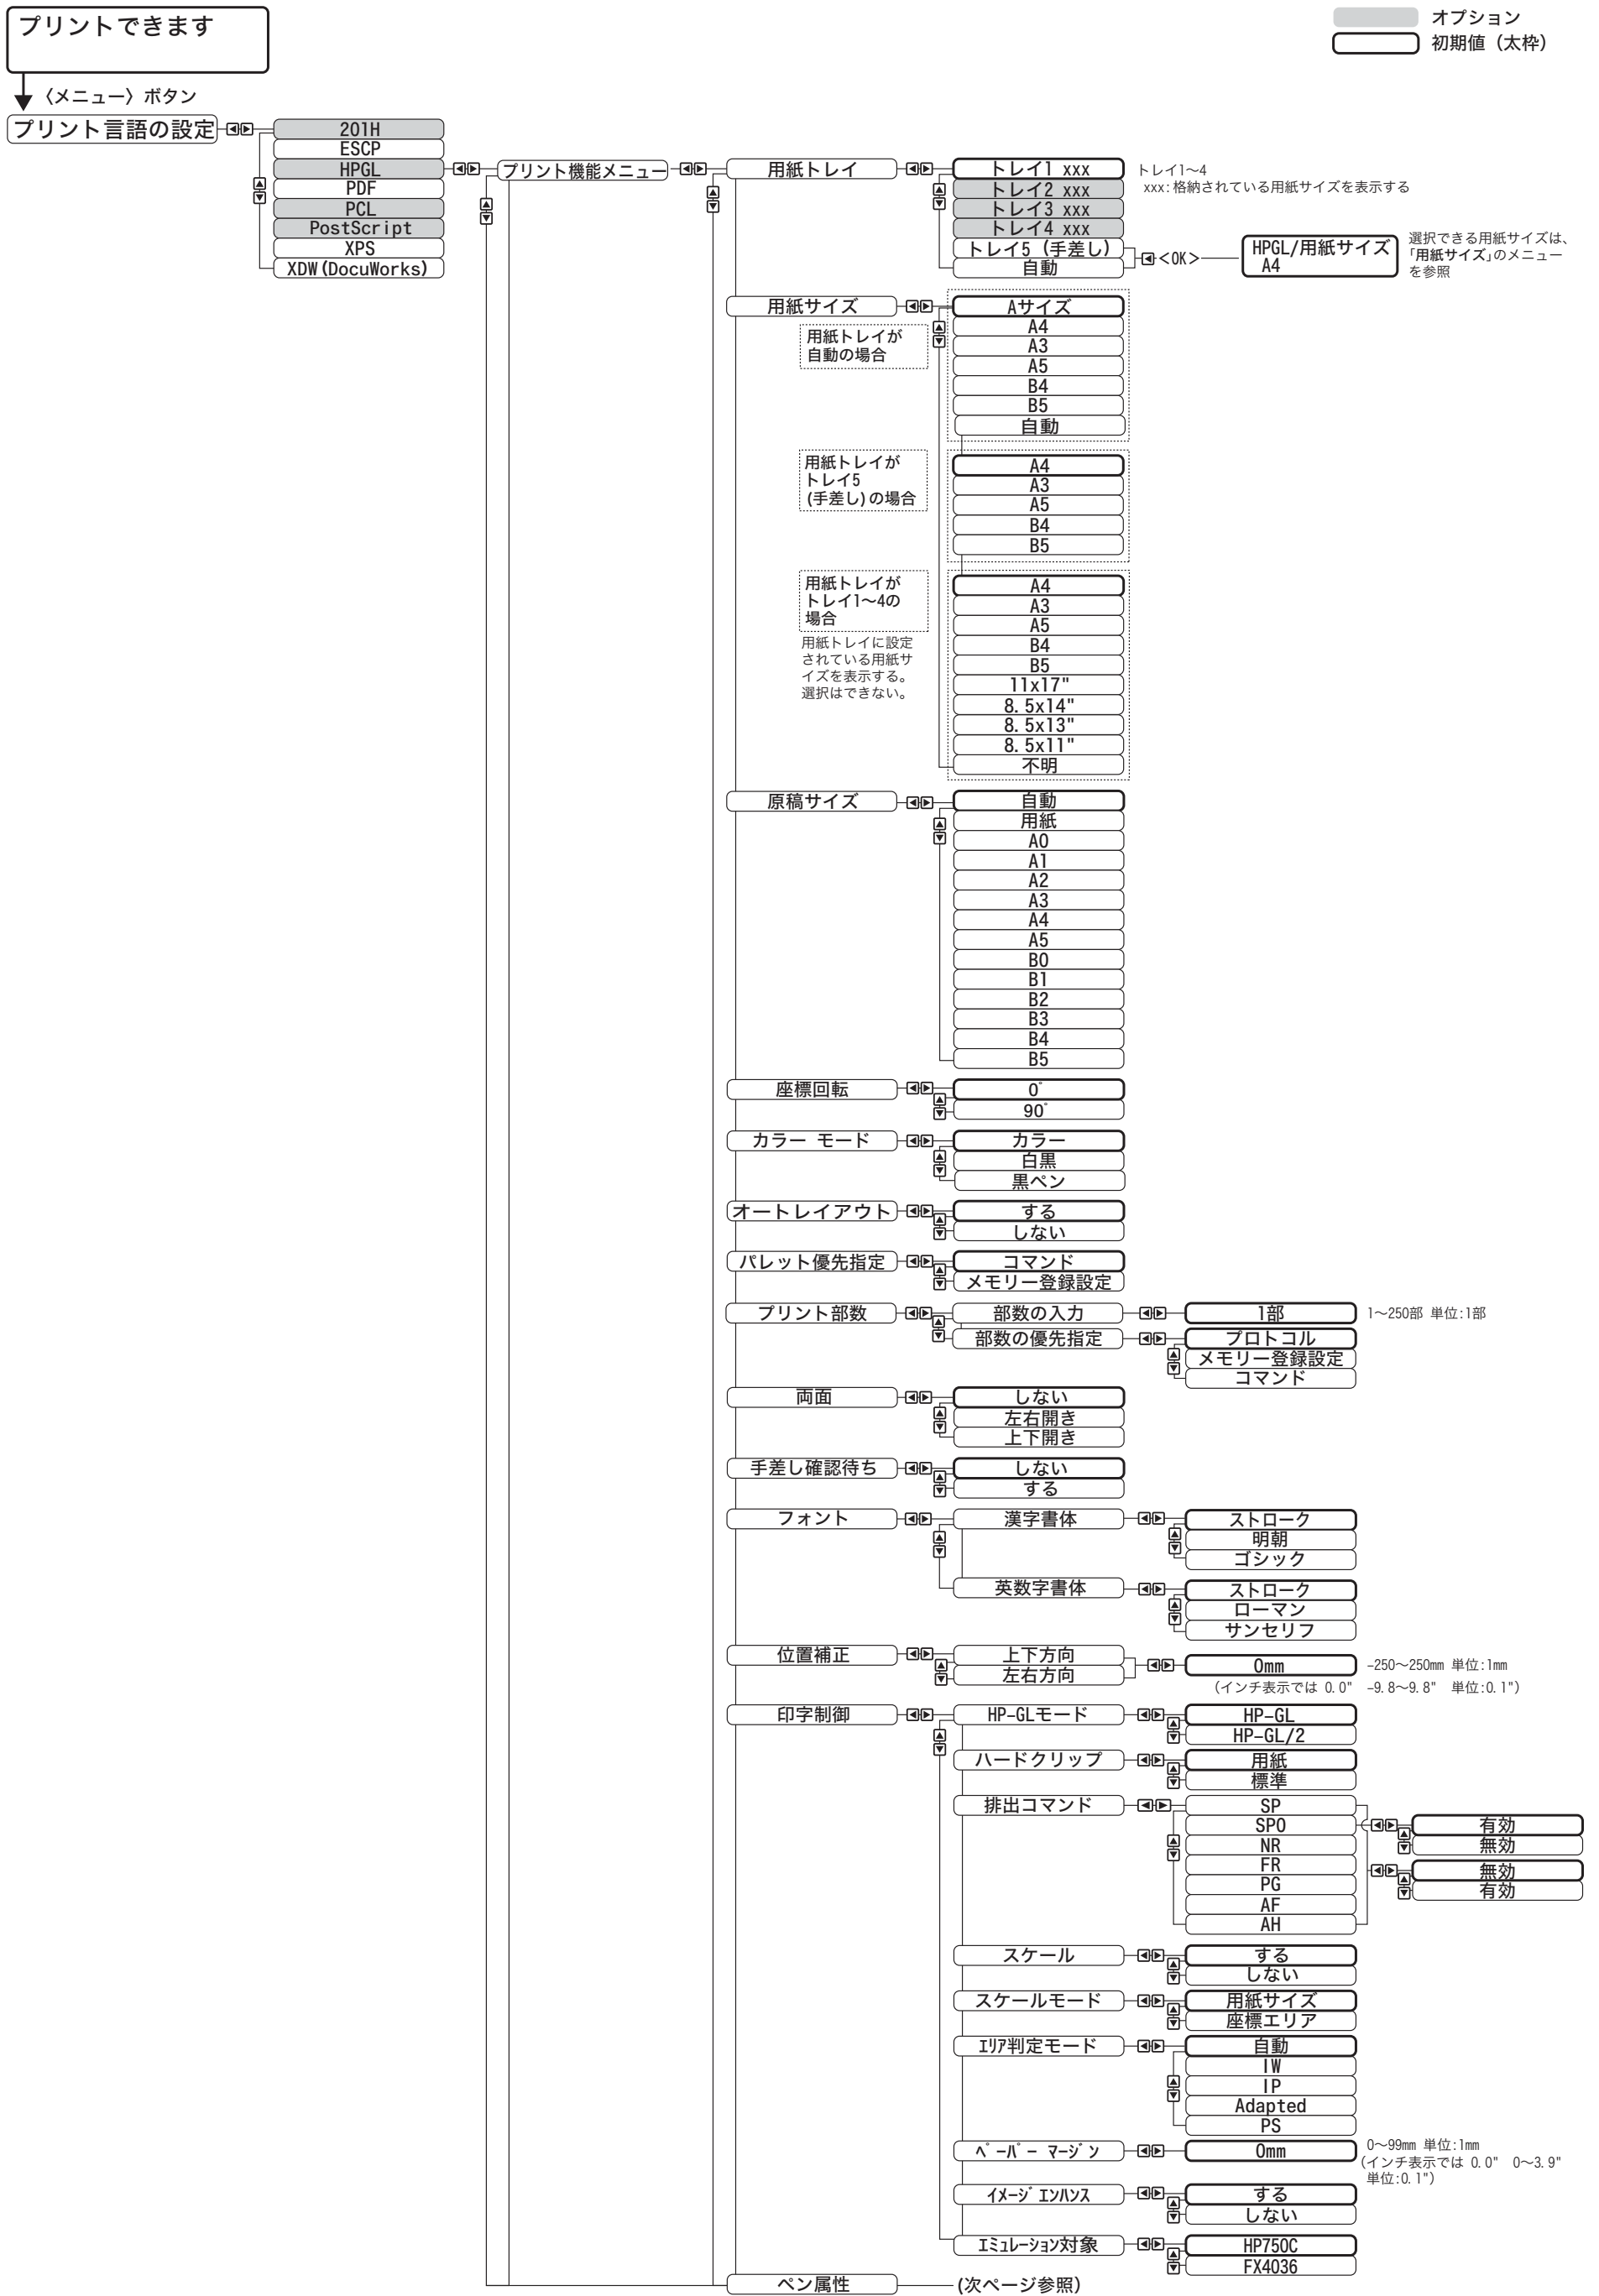 プリントできます
オプション
初期値（太枠）
〈メニュー〉ボタン
プリント言語の設定
201H
ESCP
HPGL
PDF
PCL
PostScript
XPS
XDW(DocuWorks)
プリント機能メニュー
用紙トレイ
トレイ1 xxx
トレイ2 xxx
トレイ3 xxx
トレイ4 xxx
トレイ5（手差し）
自動
トレイ1～4
xxx：格納されている用紙サイズを表示する
<OK>
HPGL/用紙サイズ
A4
選択できる用紙サイズは、
「用紙サイズ」のメニュー
を参照
用紙サイズ
用紙トレイが
自動の場合
Aサイズ
A4
A3
A5
B4
B5
自動
用紙トレイが
トレイ5
(手差し)の場合
A4
A3
A5
B4
B5
用紙トレイが
トレイ1～4の
場合
用紙トレイに設定
されている用紙サ
イズを表示する。
選択はできない。
A4
A3
A5
B4
B5
11x17"
8.5x14"
8.5x13"
8.5x11"
不明
原稿サイズ
自動
用紙
A0
A1
A2
A3
A4
A5
B0
B1
B2
B3
B4
B5
座標回転
0ﾟ
90ﾟ
カラー モード
カラー
白黒
黒ペン
オートレイアウト
する
しない
パレット優先指定
コマンド
メモリー登録設定
プリント部数
部数の入力
1部
1～250部 単位:1部
部数の優先指定
プロトコル
メモリー登録設定
コマンド
両面
しない
左右開き
上下開き
手差し確認待ち
しない
する
フォント
漢字書体
ストローク
明朝
ゴシック
英数字書体
ストローク
ローマン
サンセリフ
位置補正
上下方向
左右方向
0mm
-250～250mm 単位:1mm
（インチ表示では 0.0" -9.8～9.8" 単位:0.1"）
印字制御
HP-GLモード
HP-GL
HP-GL/2
ハードクリップ
用紙
標準
排出コマンド
SP
SP0
NR
FR
PG
AF
AH
有効
無効
無効
有効
スケール
する
しない
スケールモード
用紙サイズ
座標エリア
ｴﾘｱ判定モード
自動
IW
IP
Adapted
PS
ﾍﾟｰﾊﾟｰ ﾏｰｼﾞﾝ
0mm
0～99mm 単位:1mm
（インチ表示では 0.0" 0～3.9"
単位:0.1"）
ｲﾒｰｼﾞｴﾝﾊﾝｽ
する
しない
ｴﾐｭﾚｰｼｮﾝ対象
HP750C
FX4036
ペン属性
(次ページ参照)